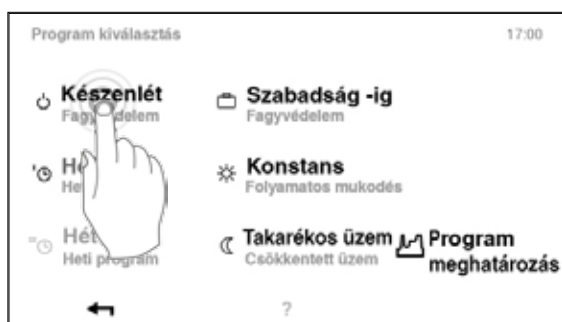 Program kiválasztás 17:00
Készenlét
Szabadság -ig
Fagyvédelem
Konstans
Folyamatos mukodés
Hét
Heti program
Takarékos üzem
Csökkentett üzem
Program
meghatározás
?